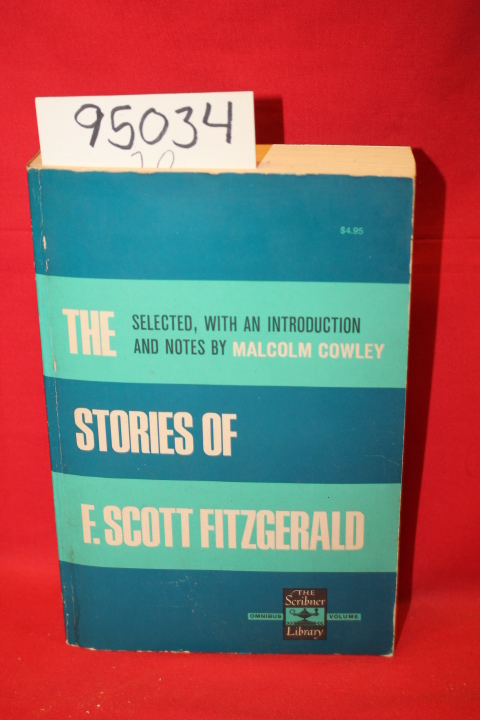 95034
$4.95
THE SELECTED, WITH AN INTRODUCTION
AND NOTES BY MALCOLM COWLEY
STORIES OF
F. SCOTT FITZGERALD
THE
Scribner
OMNIBUS VOLUME
Library